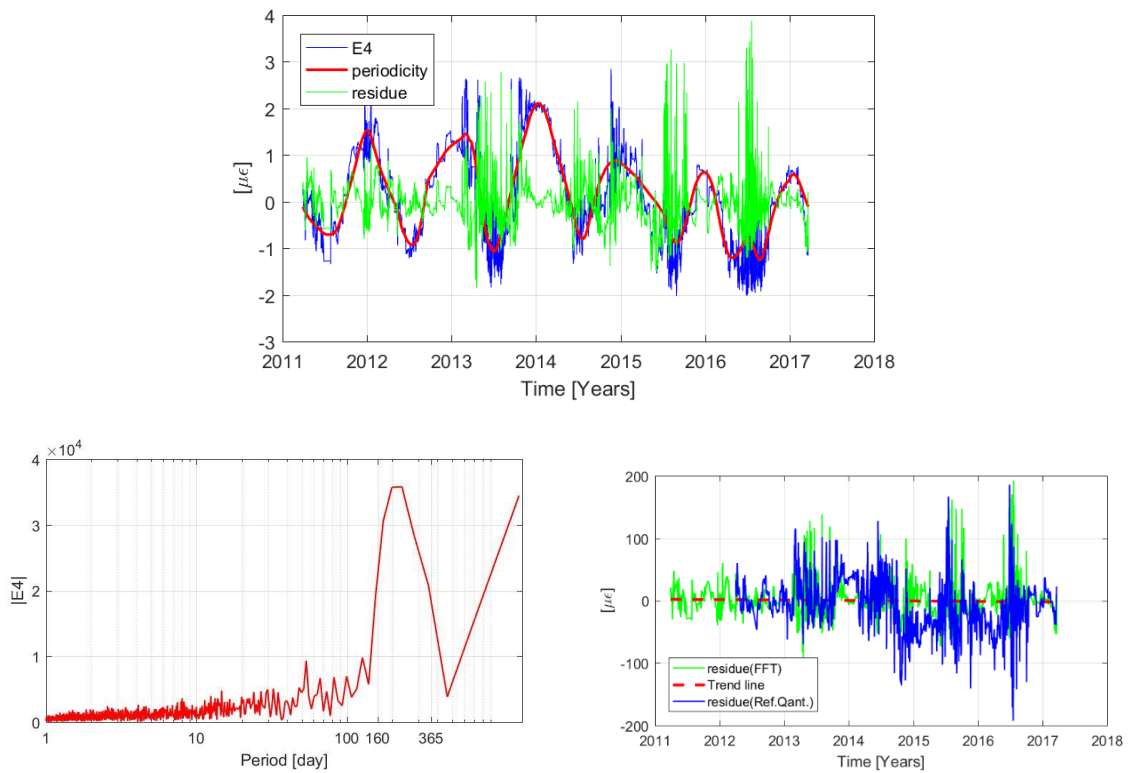 4
3
2
1
0
-1
-2
-3
[με]
E4
periodicity
residue
2011 2012 2013 2014 2015 2016 2017 2018
Time [Years]
×10⁴
4
3
2
1
0
|E4|
1 10 100 160 365
Period [day]
200
100
0
-100
-200
[με]
residue(FFT)
Trend line
residue(Ref.Qant.)
2011 2012 2013 2014 2015 2016 2017 2018
Time [Years]